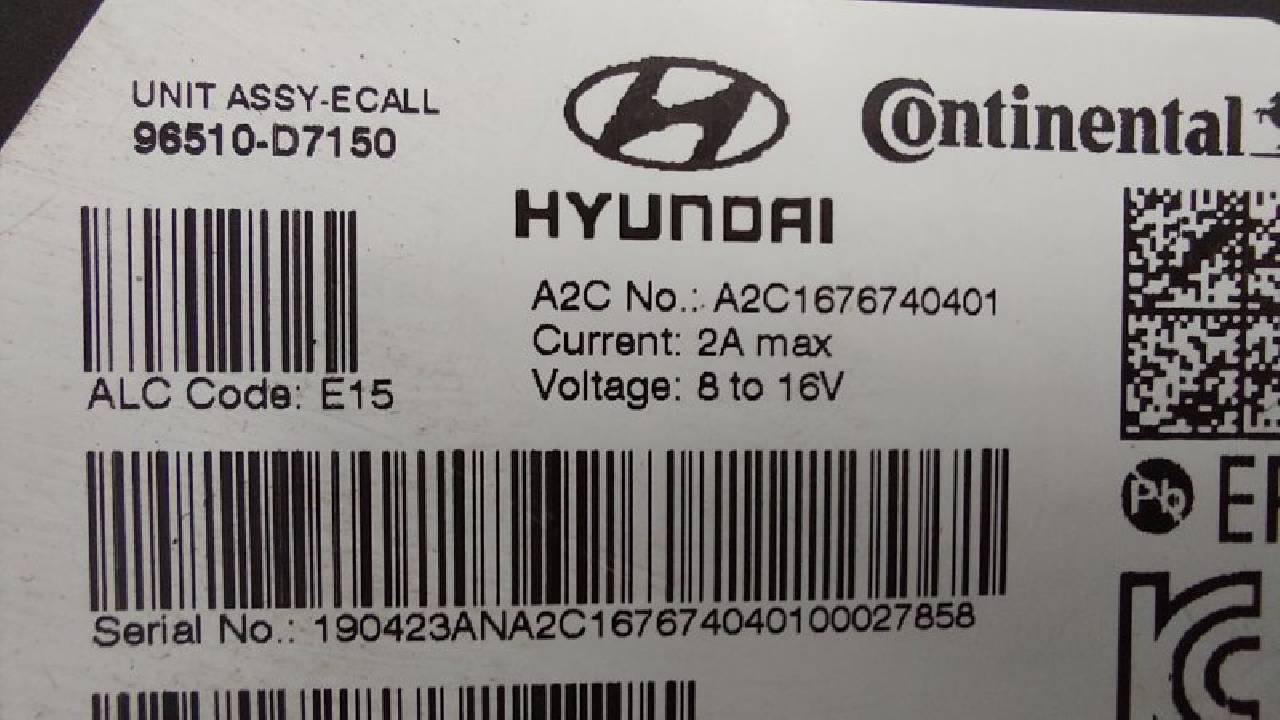 UNIT ASSY-ECALL
96510-D7150
HYUNDAI
Continental
A2C No.: A2C1676740401
Current: 2A max
Voltage: 8 to 16V
ALC Code: E15
Pb
Serial No.: 190423ANA2C167674040100027858